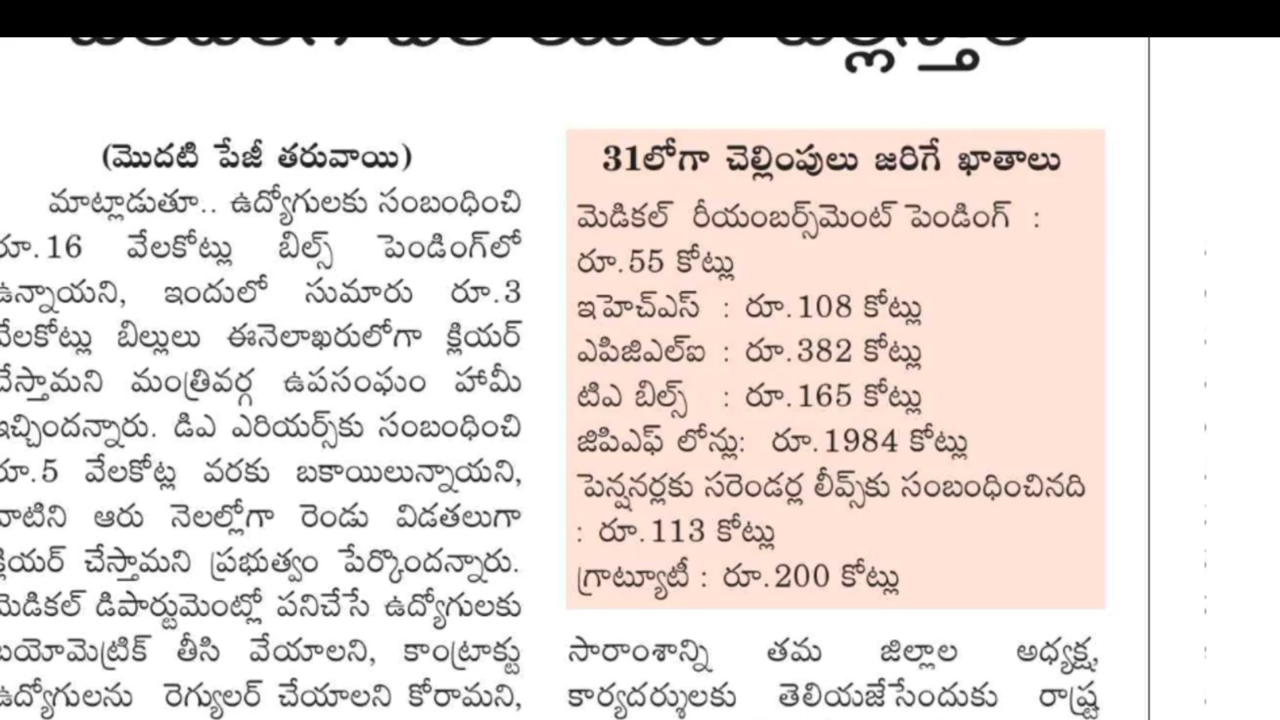 (మొదటి పేజీ తరువాయి)
మాట్లాడుతూ.. ఉద్యోగులకు సంబంధించి
రూ.16 వేలకోట్లు బిల్స్ పెండింగ్‌లో
ఉన్నాయని, ఇందులో సుమారు రూ.3
వేలకోట్లు బిల్లులు ఈనెలాఖరులోగా క్లియర్
చేస్తామని మంత్రివర్గ ఉపసంఘం హామీ
ఇచ్చిందన్నారు. డిఎ ఎరియర్స్‌కు సంబంధించి
రూ.5 వేలకోట్ల వరకు బకాయిలున్నాయని,
వాటిని ఆరు నెలల్లోగా రెండు విడతలుగా
క్లియర్ చేస్తామని ప్రభుత్వం పేర్కొందన్నారు.
మెడికల్ డిపార్టుమెంట్లో పనిచేసే ఉద్యోగులకు
బయోమెట్రిక్ తీసి వేయాలని, కాంట్రాక్టు
ఉద్యోగులను రెగ్యులర్ చేయాలని కోరామని,
31లోగా చెల్లింపులు జరిగే ఖాతాలు
మెడికల్ రీయంబర్స్‌మెంట్ పెండింగ్ :
రూ.55 కోట్లు
ఇహెచ్ఎస్ : రూ.108 కోట్లు
ఎపిజిఎల్ఐ : రూ.382 కోట్లు
టిఎ బిల్స్ : రూ.165 కోట్లు
జిపిఎఫ్ లోన్లు: రూ.1984 కోట్లు
పెన్షనర్లకు సరెండర్ల లీవ్స్‌కు సంబంధించినది
: రూ.113 కోట్లు
గ్రాట్యూటీ : రూ.200 కోట్లు
సారాంశాన్ని తమ జిల్లాల అధ్యక్ష,
కార్యదర్శులకు తెలియజేసేందుకు రాష్ట్ర